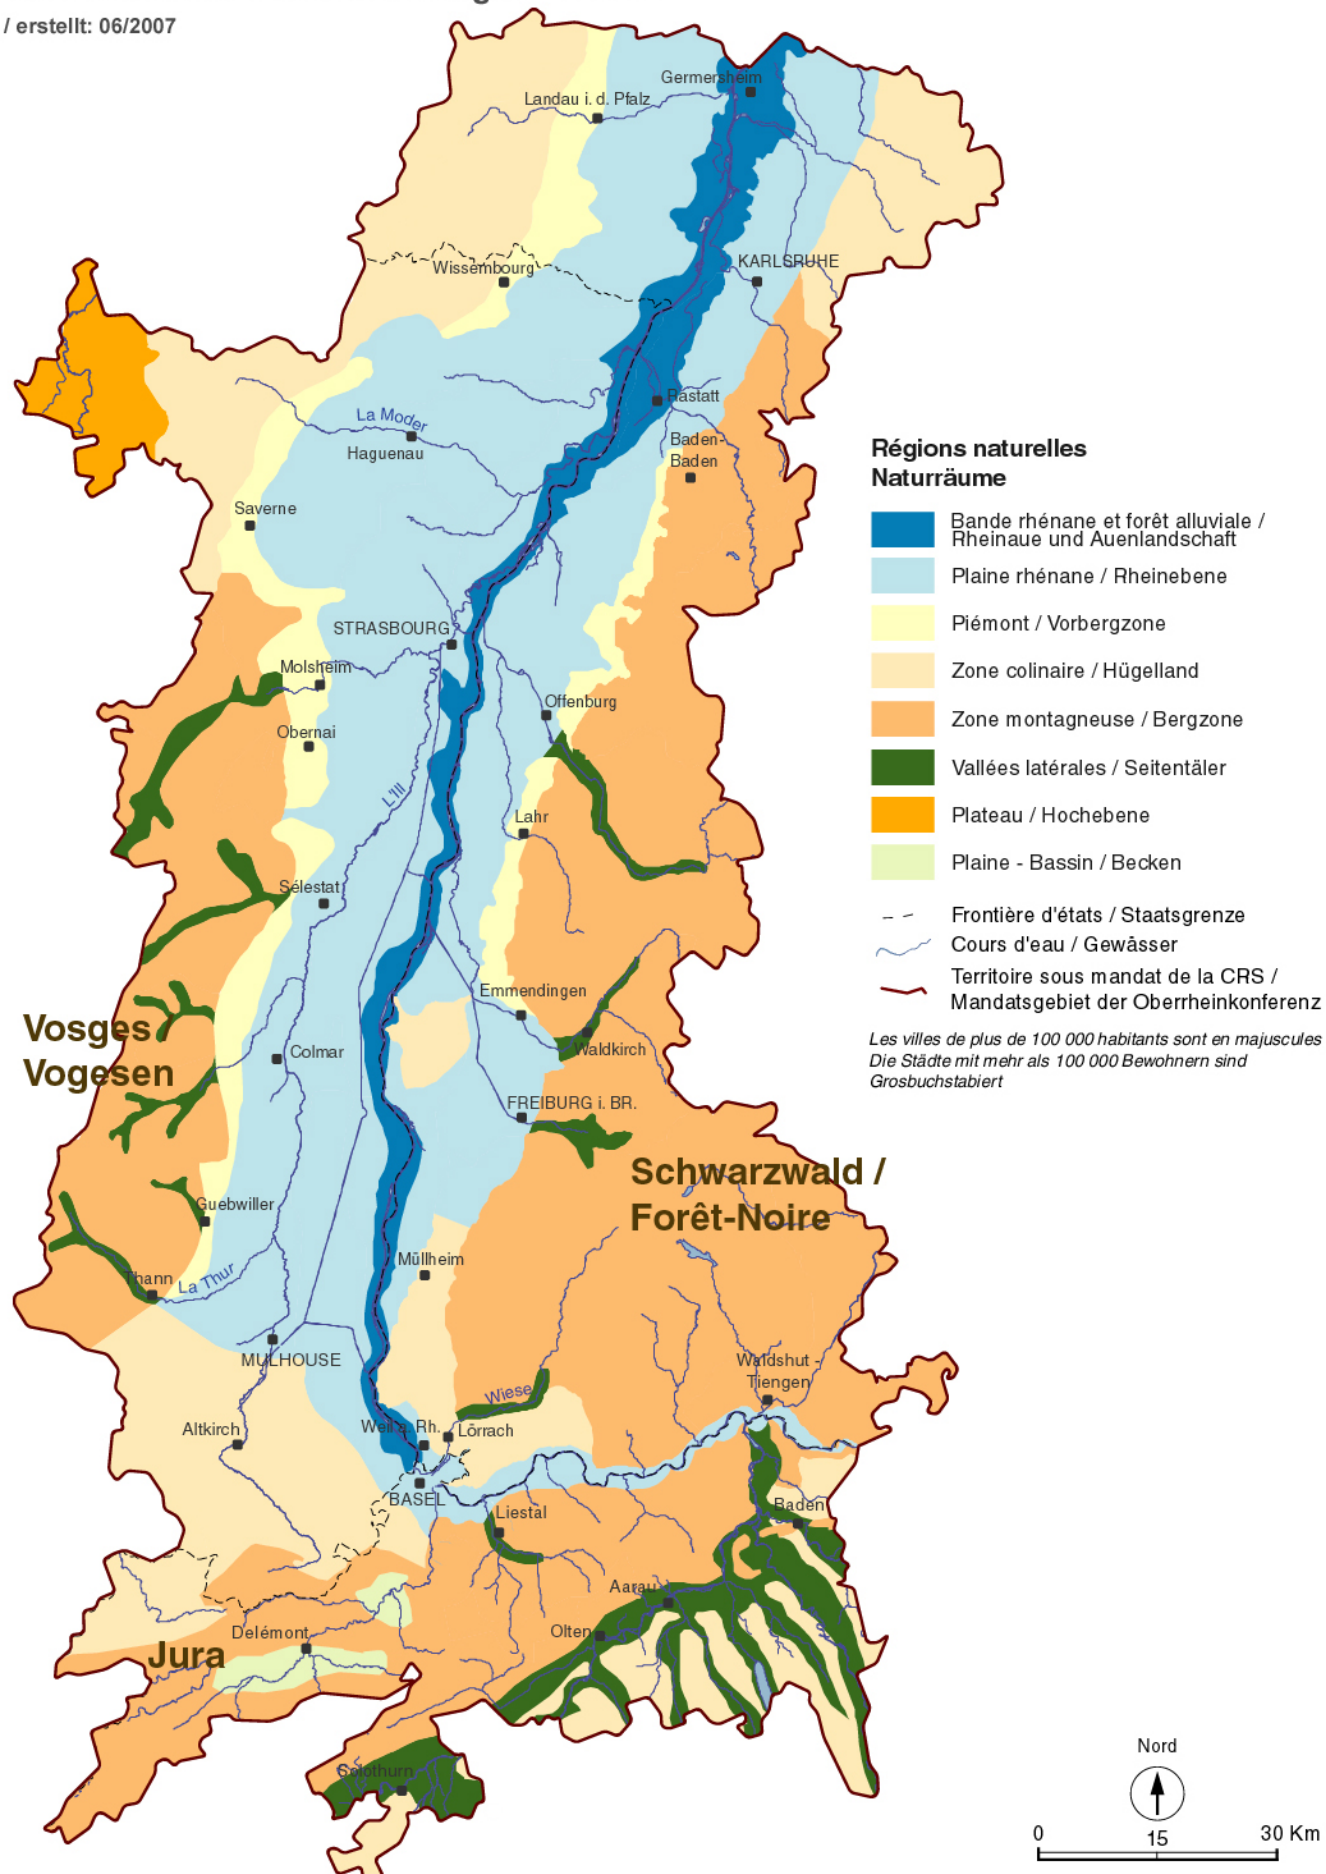 / erstellt: 06/2007
Germersheim
Landau i. d. Pfalz
Wissembourg
KARLSRUHE
Rastatt
La Moder
Haguenau
Baden-
Baden
Saverne
STRASBOURG
Molsheim
Offenburg
Obernai
L'Ill
Lahr
Sélestat
Emmendingen
Vosges
Vogesen
Colmar
Waldkirch
FREIBURG i. BR.
Schwarzwald /
Forêt-Noire
Guebwiller
Müllheim
Thann
La Thur
MULHOUSE
Waldshut -
Tiengen
Wiese
Altkirch
Weil a. Rh.
Lörrach
BASEL
Liestal
Baden
Aarau
Olten
Delémont
Jura
Solothurn
Régions naturelles
Naturräume
Bande rhénane et forêt alluviale /
Rheinaue und Auenlandschaft
Plaine rhénane / Rheinebene
Piémont / Vorbergzone
Zone colinaire / Hügelland
Zone montagneuse / Bergzone
Vallées latérales / Seitentäler
Plateau / Hochebene
Plaine - Bassin / Becken
Frontière d'états / Staatsgrenze
Cours d'eau / Gewässer
Territoire sous mandat de la CRS /
Mandatsgebiet der Oberrheinkonferenz
Les villes de plus de 100 000 habitants sont en majuscules
Die Städte mit mehr als 100 000 Bewohnern sind
Grosbuchstabiert
Nord
0 15 30 Km